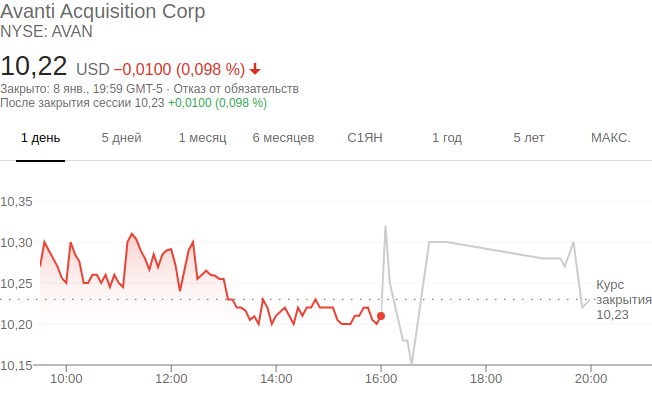 Avanti Acquisition Corp
NYSE: AVAN
10,22 USD −0,0100 (0,098 %)
Закрыто: 8 янв., 19:59 GMT-5 · Отказ от обязательств
После закрытия сессии 10,23 +0,0100 (0,098 %)
1 день 5 дней 1 месяц 6 месяцев С1ЯН 1 год 5 лет МАКС.
10,35
10,30
10,25
10,20
10,15
Курс
закрытия
10,23
10:00 12:00 14:00 16:00 18:00 20:00